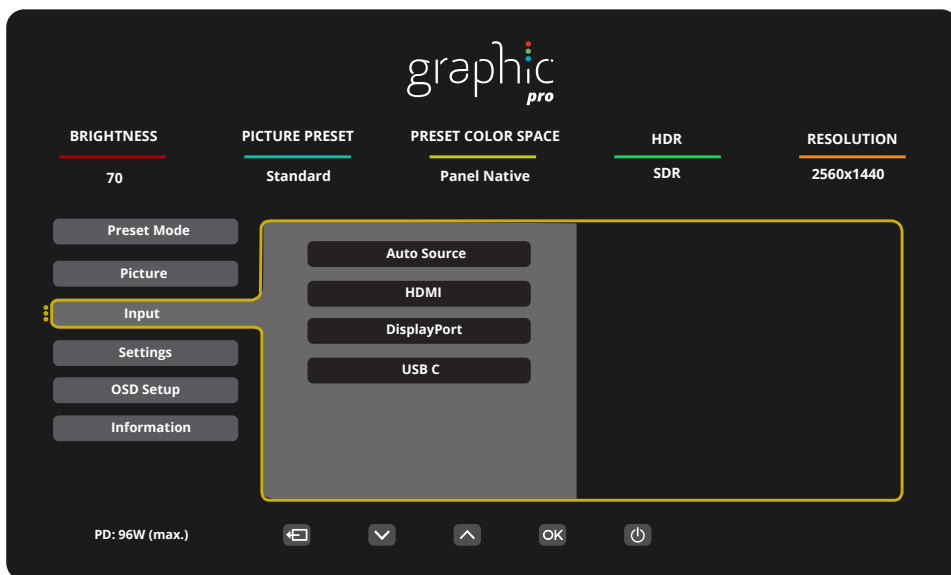 graphic
pro
BRIGHTNESS PICTURE PRESET PRESET COLOR SPACE HDR RESOLUTION
70 Standard Panel Native SDR 2560x1440
Preset Mode
Picture
Input
Settings
OSD Setup
Information
Auto Source
HDMI
DisplayPort
USB C
PD: 96W (max.)
OK